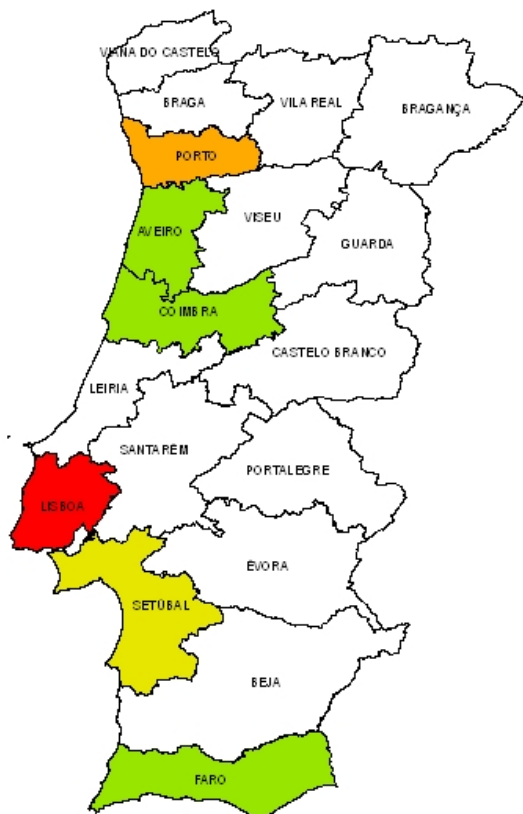 VIANA DO CASTELO
BRAGA
VILA REAL
BRAGANÇA
PORTO
AVEIRO
VISEU
GUARDA
COIMBRA
CASTELO BRANCO
LEIRIA
SANTARÉM
PORTALEGRE
LISBOA
ÉVORA
SETÚBAL
BEJA
FARO